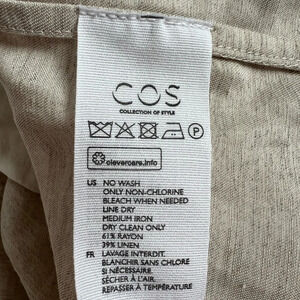 COS
COLLECTION OF STYLE
P
clevercare.info
US NO WASH
ONLY NON-CHLORINE
BLEACH WHEN NEEDED
LINE DRY
MEDIUM IRON
DRY CLEAN ONLY
61% RAYON
39% LINEN
FR LAVAGE INTERDIT.
BLANCHIR SANS CHLORE
SI NÉCESSAIRE.
SÉCHER À L'AIR.
REPASSER À TEMPÉRATURE